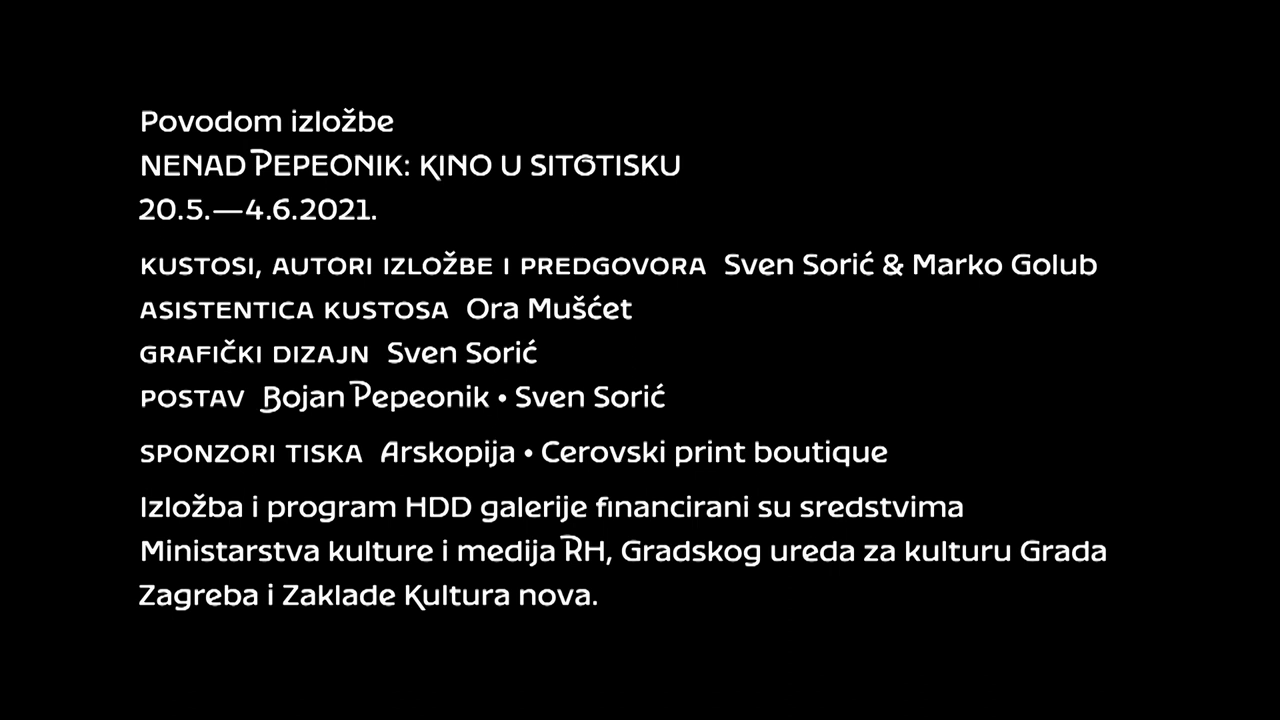 Povodom izložbe
NENAD PEPEONIK: KINO U SITOTISKU
20.5.—4.6.2021.
KUSTOSI, AUTORI IZLOŽBE I PREDGOVORA Sven Sorić & Marko Golub
ASISTENTICA KUSTOSA Ora Mušćet
GRAFIČKI DIZAJN Sven Sorić
POSTAV Bojan Pepeonik • Sven Sorić
SPONZORI TISKA Arskopija • Cerovski print boutique
Izložba i program HDD galerije financirani su sredstvima
Ministarstva kulture i medija RH, Gradskog ureda za kulturu Grada
Zagreba i Zaklade Kultura nova.